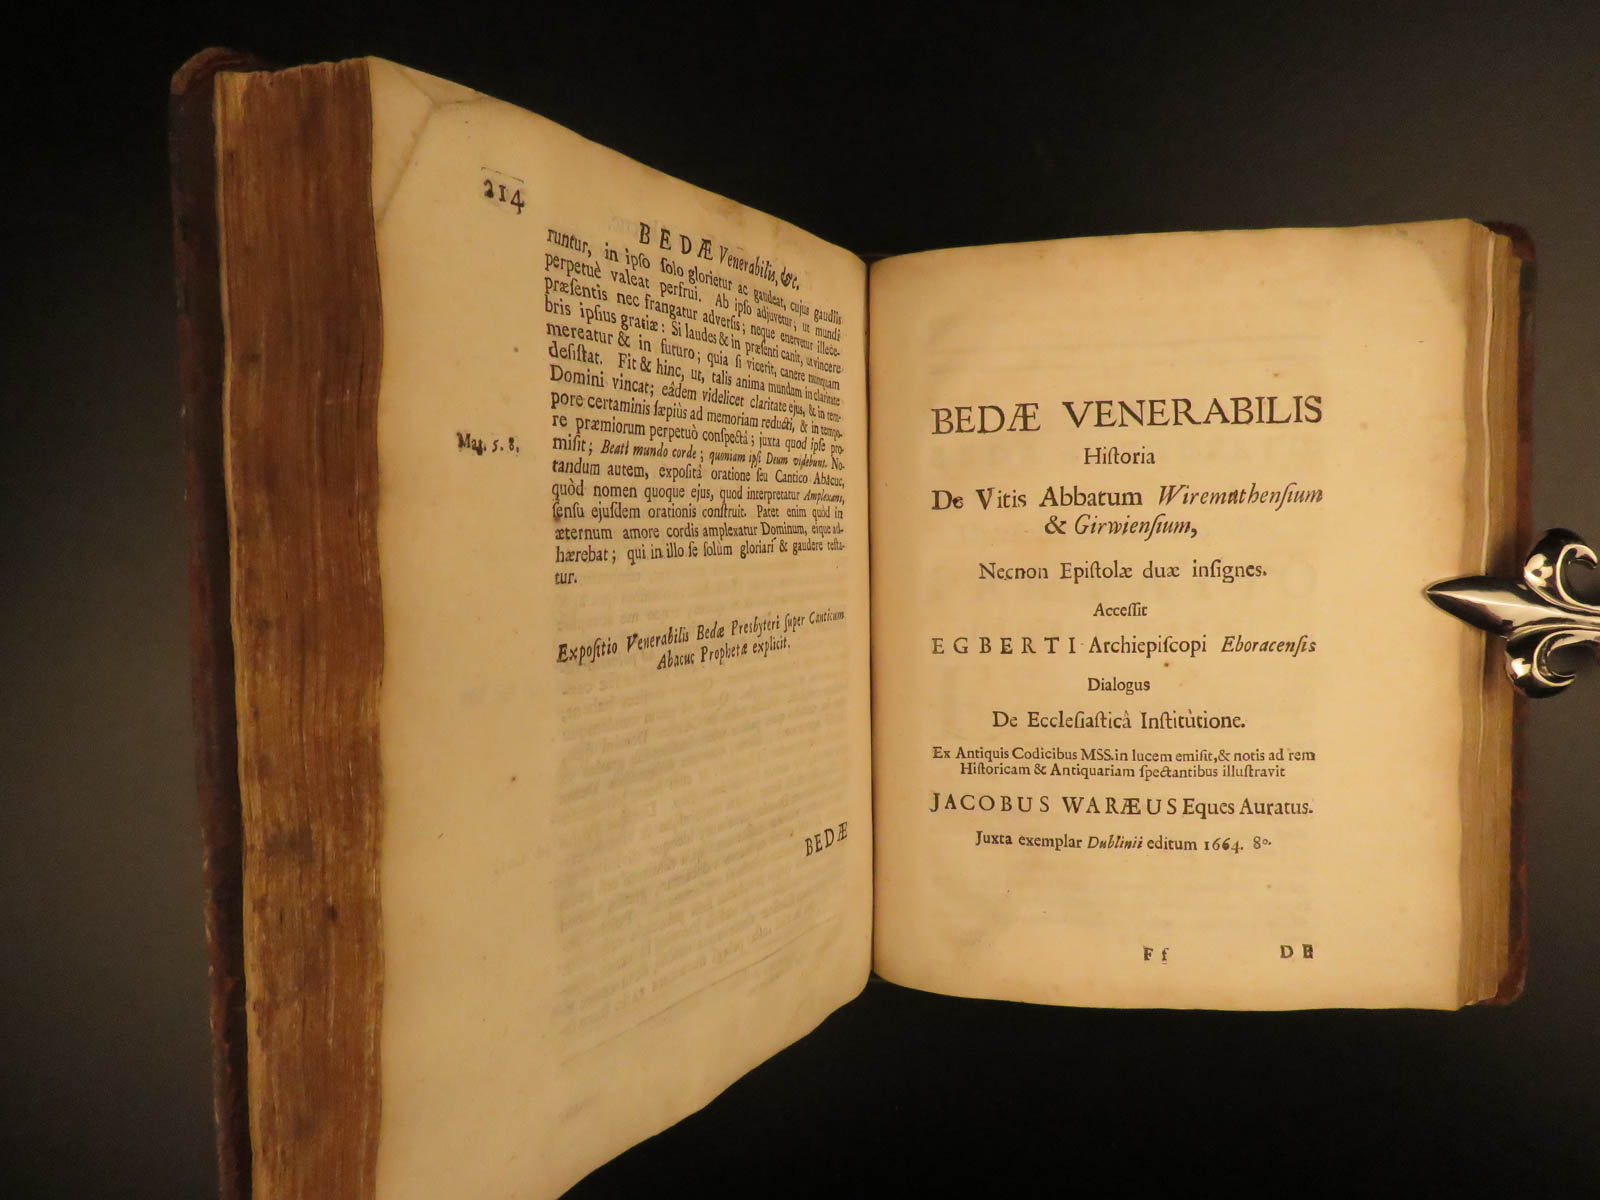 214
BEDÆ Venerabilis, &c.
runtur, in ipso solo glorietur ac gaudeat, cujus gaudiis
perpetuè valeat perfrui. Ab ipso adjuvetur, ut mundi
præsentis nec frangatur adversis; neque enervetur illece-
bris ipsius gratiæ: Si laudes & in præsenti canit, ut vincere
mereatur & in futuro; quia si vicerit, canere nunquam
desistat. Fit & hinc, ut, talis anima mundum in claritate
Domini vincat; eâdem videlicet claritate ejus, & in tem-
pore certaminis sæpiùs ad memoriam reducti, & in tempo-
re præmiorum perpetuò conspectâ; juxta quod ipse pro-
misit; Beati mundo corde; quoniam ipsi Deum videbunt. No-
Mat. 5. 8.
tandum autem, expositâ oratione seu Cantico Abacuc,
quòd nomen quoque ejus, quod interpretatur Amplexans,
sensu ejusdem orationis construit. Patet enim quòd in
æternum amore cordis amplexatur Dominum, eique ad-
hærebat; qui in illo se solùm gloriari & gaudere testa-
tur.
Expositio Venerabilis Bedæ Presbyteri super Canticum
Abacuc Prophetæ explicit.
BEDÆ
BEDÆ VENERABILIS
Historia
De Vitis Abbatum Wiremuthensium
& Girwiensium,
Necnon Epistolæ duæ insignes.
Accessit
EGBERTI Archiepiscopi Eboracensis
Dialogus
De Ecclesiasticâ Institùtione.
Ex Antiquis Codicibus MSS. in lucem emisit, & notis ad rem
Historicam & Antiquariam spectantibus illustravit
JACOBUS WARÆUS Eques Auratus.
Juxta exemplar Dublinii editum 1664. 8°.
F f
DE